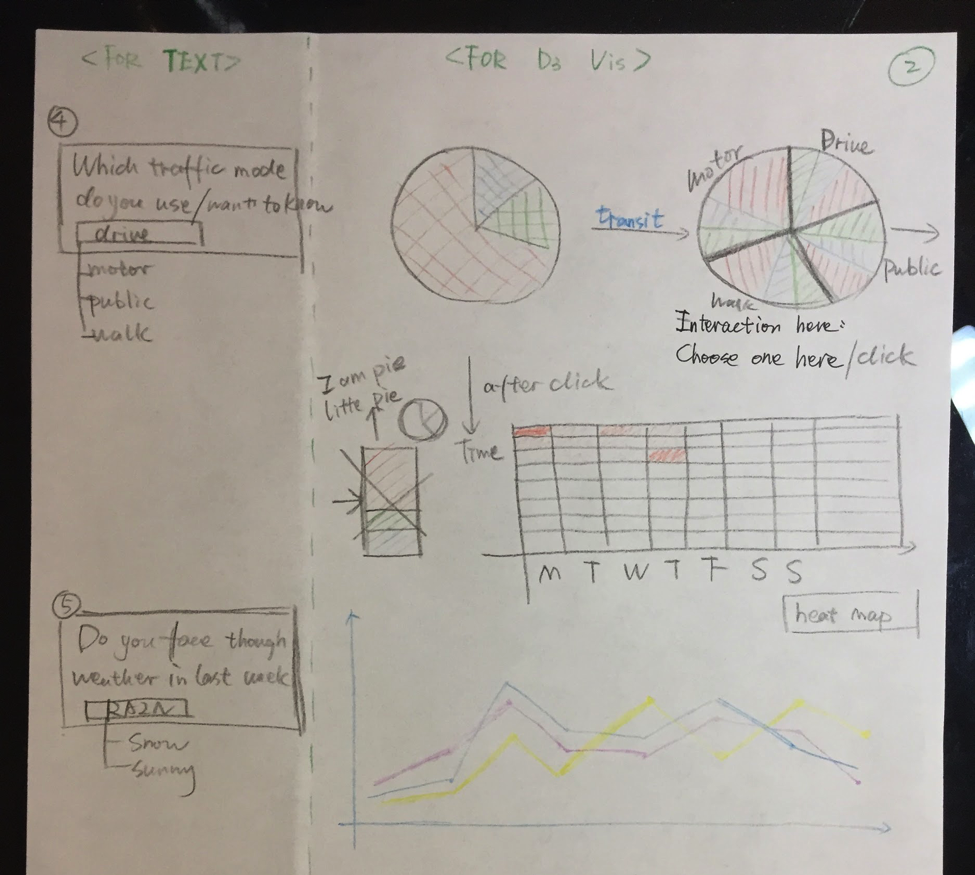 <FOR TEXT>
<FOR D3 Vis>
2
4
Which traffic mode
do you use/want to know
drive
motor
public
walk
Motor
Drive
transit
Public
walk
Interaction here:
Choose one here/click
I am pie
litte pie
after click
Time
M T W T F S S
heat map
5
Do you face though
weather in last week
RAIN
Snow
Sunny